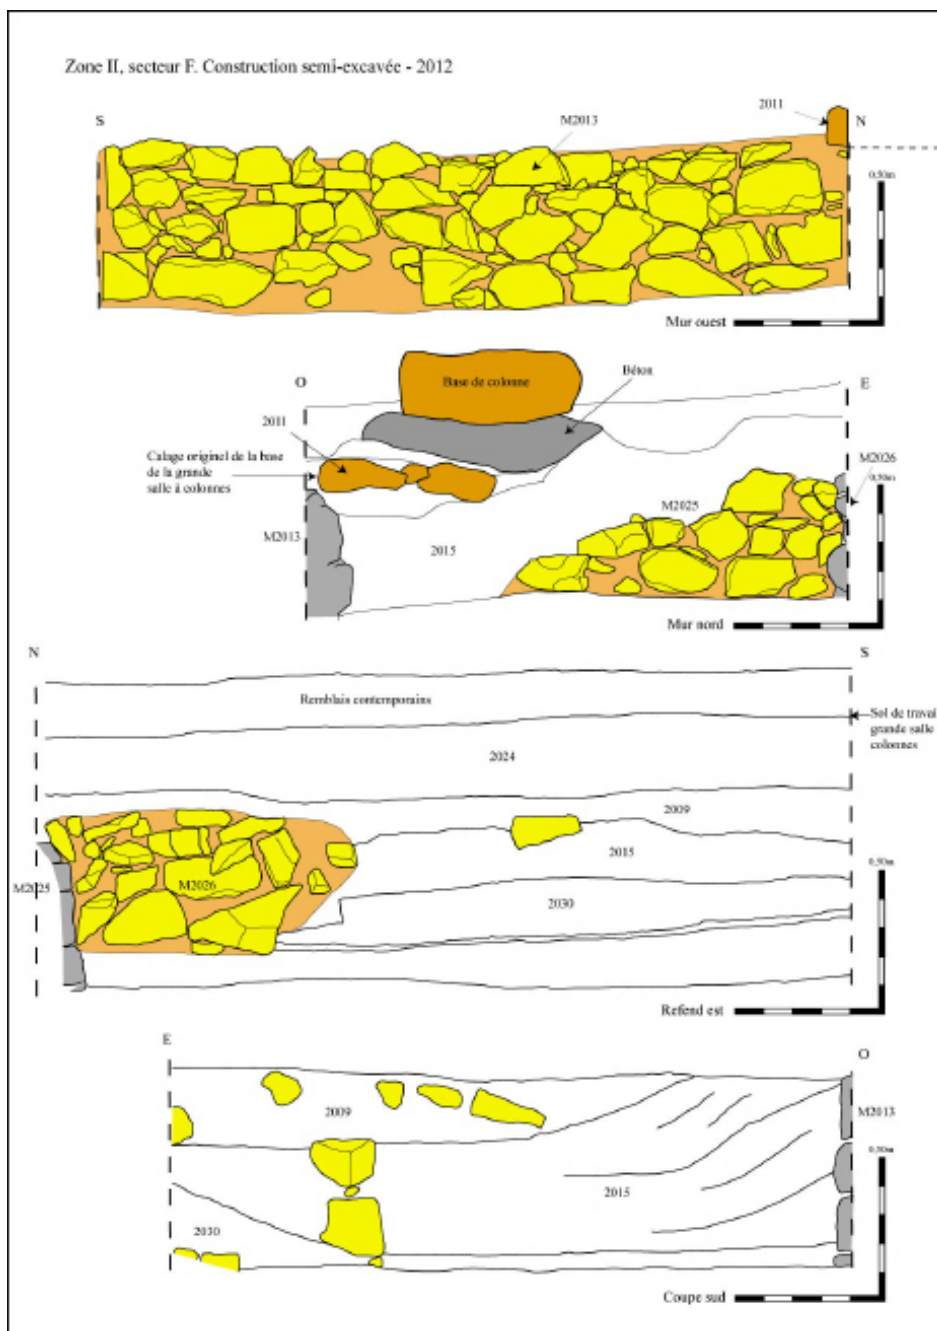 Zone II, secteur F. Construction semi-excavée - 2012
2011
S
M2013
N
0,50m
Mur ouest
O
Base de colonne
Béton
E
2011
Calage originel de la base
de la grande
salle à colonnes
M2026
0,50m
M2025
M2013
2015
Mur nord
N
S
Remblais contemporains
Sol de travai
grande salle
colonnes
2024
2009
2015
0,50m
M2025
M2026
2030
Refend est
E
O
2009
M2013
0,50m
2015
2030
Coupe sud